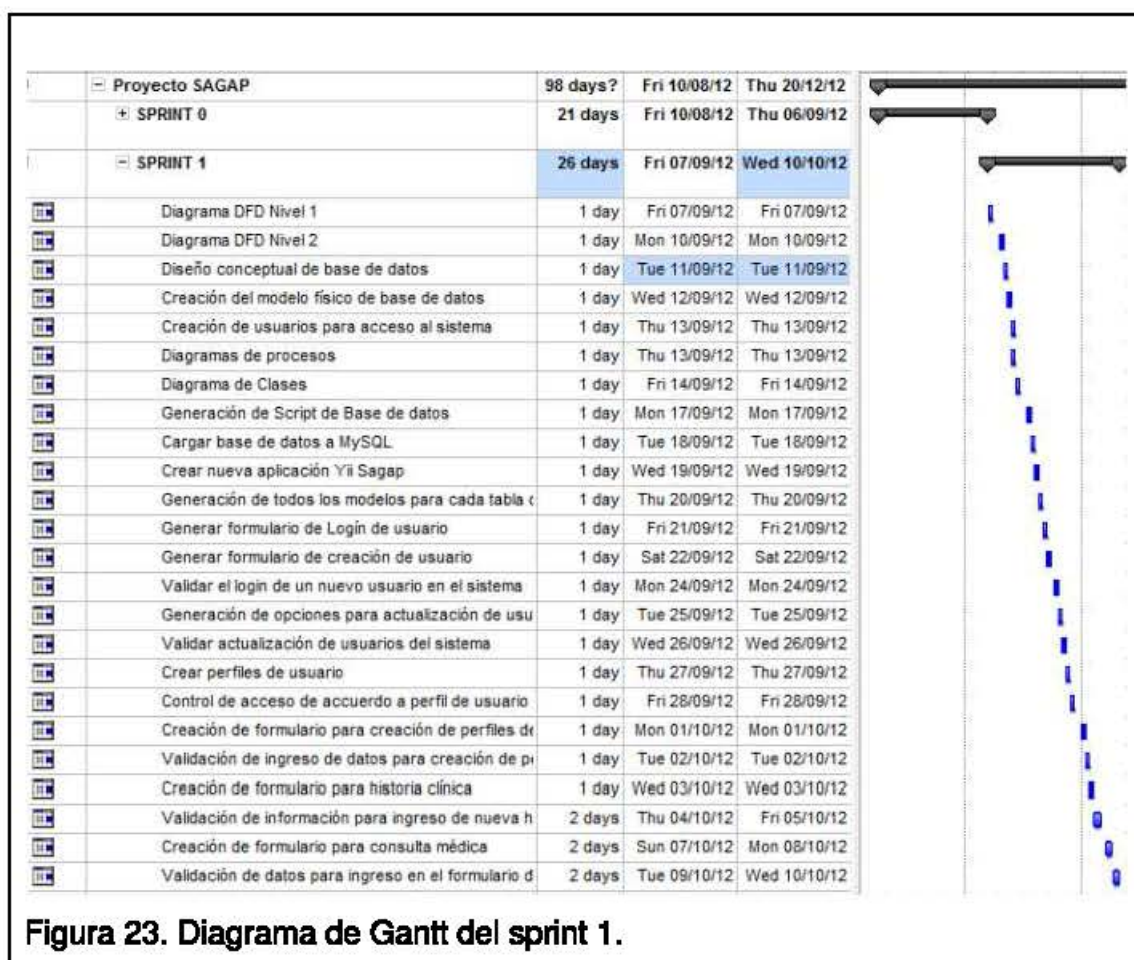 Proyecto SAGAP 98 days? Fri 10/08/12 Thu 20/12/12
SPRINT 0 21 days Fri 10/08/12 Thu 06/09/12
SPRINT 1 26 days Fri 07/09/12 Wed 10/10/12
Diagrama DFD Nivel 1 1 day Fri 07/09/12 Fri 07/09/12
Diagrama DFD Nivel 2 1 day Mon 10/09/12 Mon 10/09/12
Diseño conceptual de base de datos 1 day Tue 11/09/12 Tue 11/09/12
Creación del modelo físico de base de datos 1 day Wed 12/09/12 Wed 12/09/12
Creación de usuarios para acceso al sistema 1 day Thu 13/09/12 Thu 13/09/12
Diagramas de procesos 1 day Thu 13/09/12 Thu 13/09/12
Diagrama de Clases 1 day Fri 14/09/12 Fri 14/09/12
Generación de Script de Base de datos 1 day Mon 17/09/12 Mon 17/09/12
Cargar base de datos a MySQL 1 day Tue 18/09/12 Tue 18/09/12
Crear nueva aplicación Yii Sagap 1 day Wed 19/09/12 Wed 19/09/12
Generación de todos los modelos para cada tabla 1 day Thu 20/09/12 Thu 20/09/12
Generar formulario de Logín de usuario 1 day Fri 21/09/12 Fri 21/09/12
Generar formulario de creación de usuario 1 day Sat 22/09/12 Sat 22/09/12
Validar el login de un nuevo usuario en el sistema 1 day Mon 24/09/12 Mon 24/09/12
Generación de opciones para actualización de usu 1 day Tue 25/09/12 Tue 25/09/12
Validar actualización de usuarios del sistema 1 day Wed 26/09/12 Wed 26/09/12
Crear perfiles de usuario 1 day Thu 27/09/12 Thu 27/09/12
Control de acceso de accuerdo a perfil de usuario 1 day Fri 28/09/12 Fri 28/09/12
Creación de formulario para creación de perfiles de 1 day Mon 01/10/12 Mon 01/10/12
Validación de ingreso de datos para creación de pe 1 day Tue 02/10/12 Tue 02/10/12
Creación de formulario para historia clínica 1 day Wed 03/10/12 Wed 03/10/12
Validación de información para ingreso de nueva h 2 days Thu 04/10/12 Fri 05/10/12
Creación de formulario para consulta médica 2 days Sun 07/10/12 Mon 08/10/12
Validación de datos para ingreso en el formulario d 2 days Tue 09/10/12 Wed 10/10/12
Figura 23. Diagrama de Gantt del sprint 1.